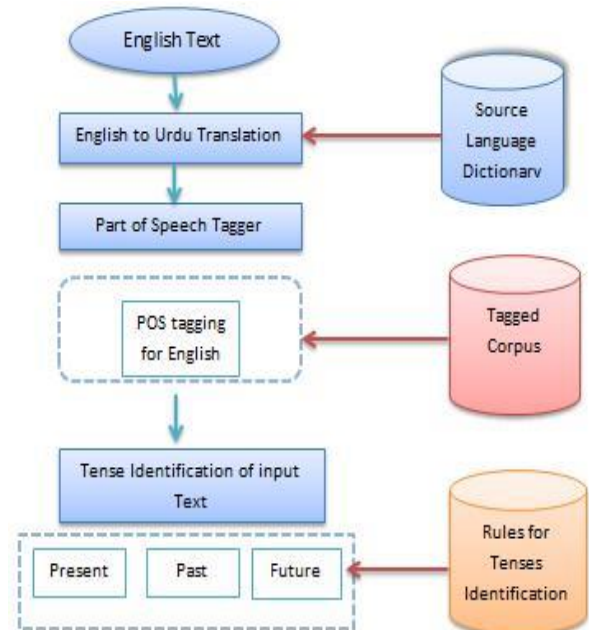 English Text
English to Urdu Translation
Source
Language
Dictionarv
Part of Speech Tagger
POS tagging
for English
Tagged
Corpus
Tense Identification of input
Text
Present
Past
Future
Rules for
Tenses
Identification